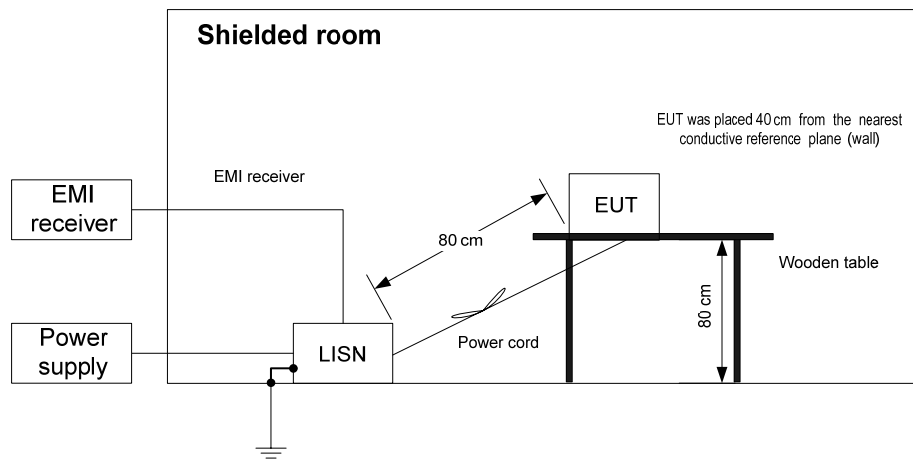 Shielded room
EUT was placed 40 cm from the nearest
conductive reference plane (wall)
EMI receiver
EMI
receiver
EUT
80 cm
Wooden table
80 cm
Power
supply
LISN
Power cord